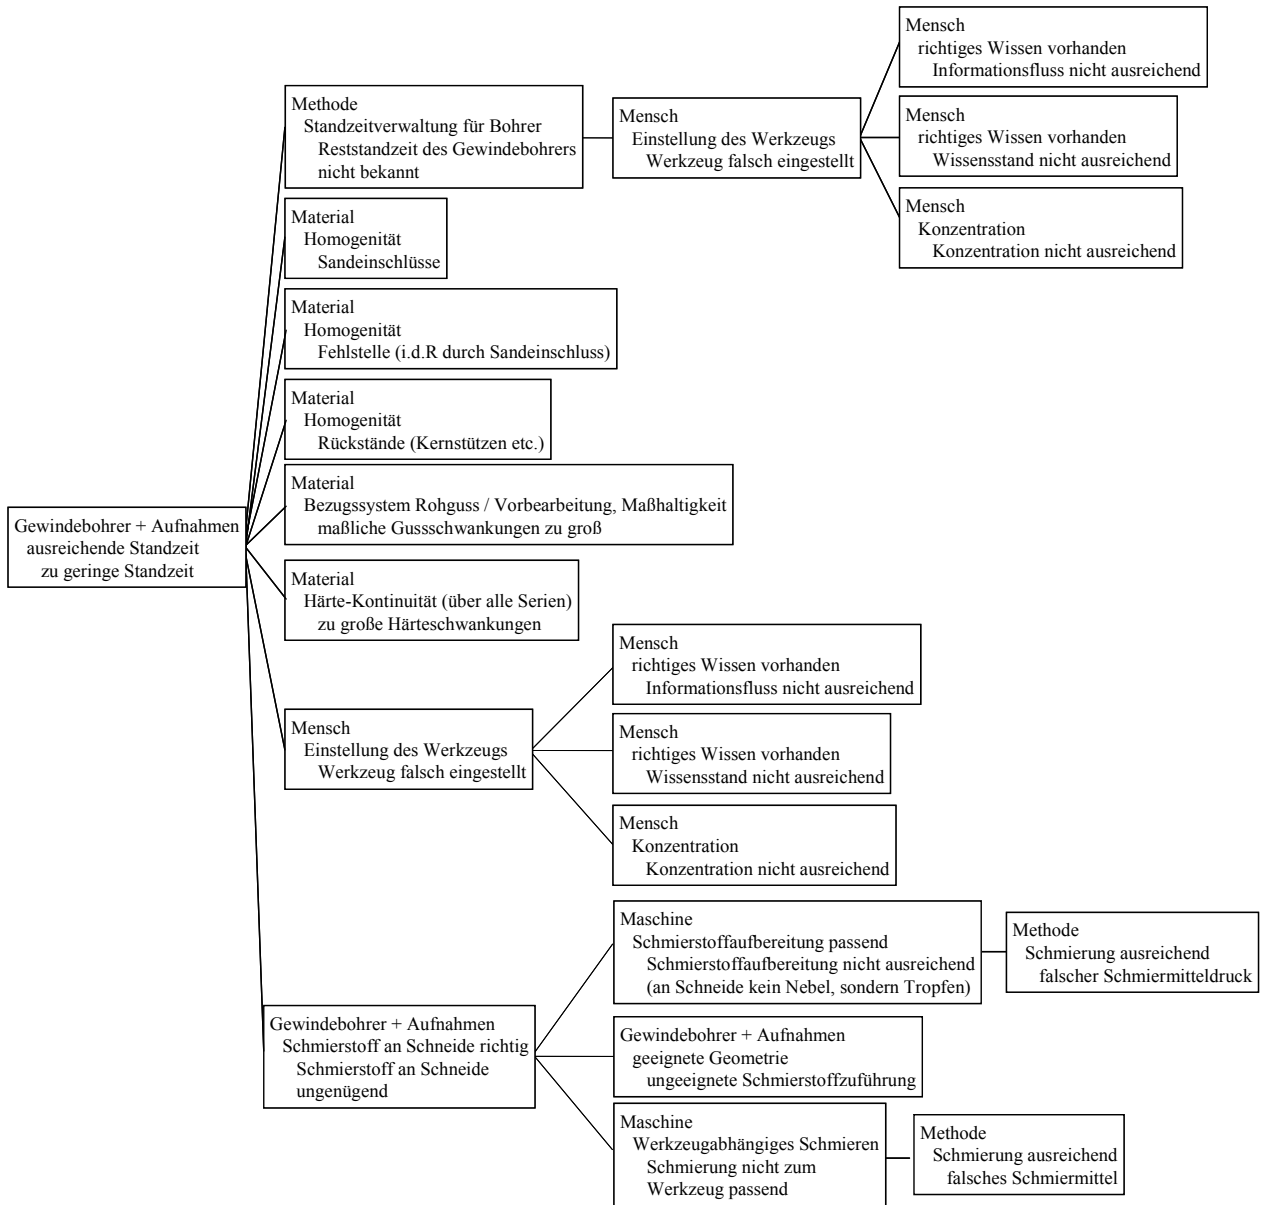 Mensch
richtiges Wissen vorhanden
Informationsfluss nicht ausreichend
Methode
Standzeitverwaltung für Bohrer
Reststandzeit des Gewindebohrers
nicht bekannt
Mensch
Einstellung des Werkzeugs
Werkzeug falsch eingestellt
Mensch
richtiges Wissen vorhanden
Wissensstand nicht ausreichend
Mensch
Konzentration
Konzentration nicht ausreichend
Material
Homogenität
Sandeinschlüsse
Material
Homogenität
Fehlstelle (i.d.R durch Sandeinschluss)
Material
Homogenität
Rückstände (Kernstützen etc.)
Material
Bezugssystem Rohguss / Vorbearbeitung, Maßhaltigkeit
maßliche Gussschwankungen zu groß
Gewindebohrer + Aufnahmen
ausreichende Standzeit
zu geringe Standzeit
Material
Härte-Kontinuität (über alle Serien)
zu große Härteschwankungen
Mensch
richtiges Wissen vorhanden
Informationsfluss nicht ausreichend
Mensch
Einstellung des Werkzeugs
Werkzeug falsch eingestellt
Mensch
richtiges Wissen vorhanden
Wissensstand nicht ausreichend
Mensch
Konzentration
Konzentration nicht ausreichend
Maschine
Schmierstoffaufbereitung passend
Schmierstoffaufbereitung nicht ausreichend
(an Schneide kein Nebel, sondern Tropfen)
Methode
Schmierung ausreichend
falscher Schmiermitteldruck
Gewindebohrer + Aufnahmen
Schmierstoff an Schneide richtig
Schmierstoff an Schneide
ungenügend
Gewindebohrer + Aufnahmen
geeignete Geometrie
ungeeignete Schmierstoffzuführung
Maschine
Werkzeugabhängiges Schmieren
Schmierung nicht zum
Werkzeug passend
Methode
Schmierung ausreichend
falsches Schmiermittel